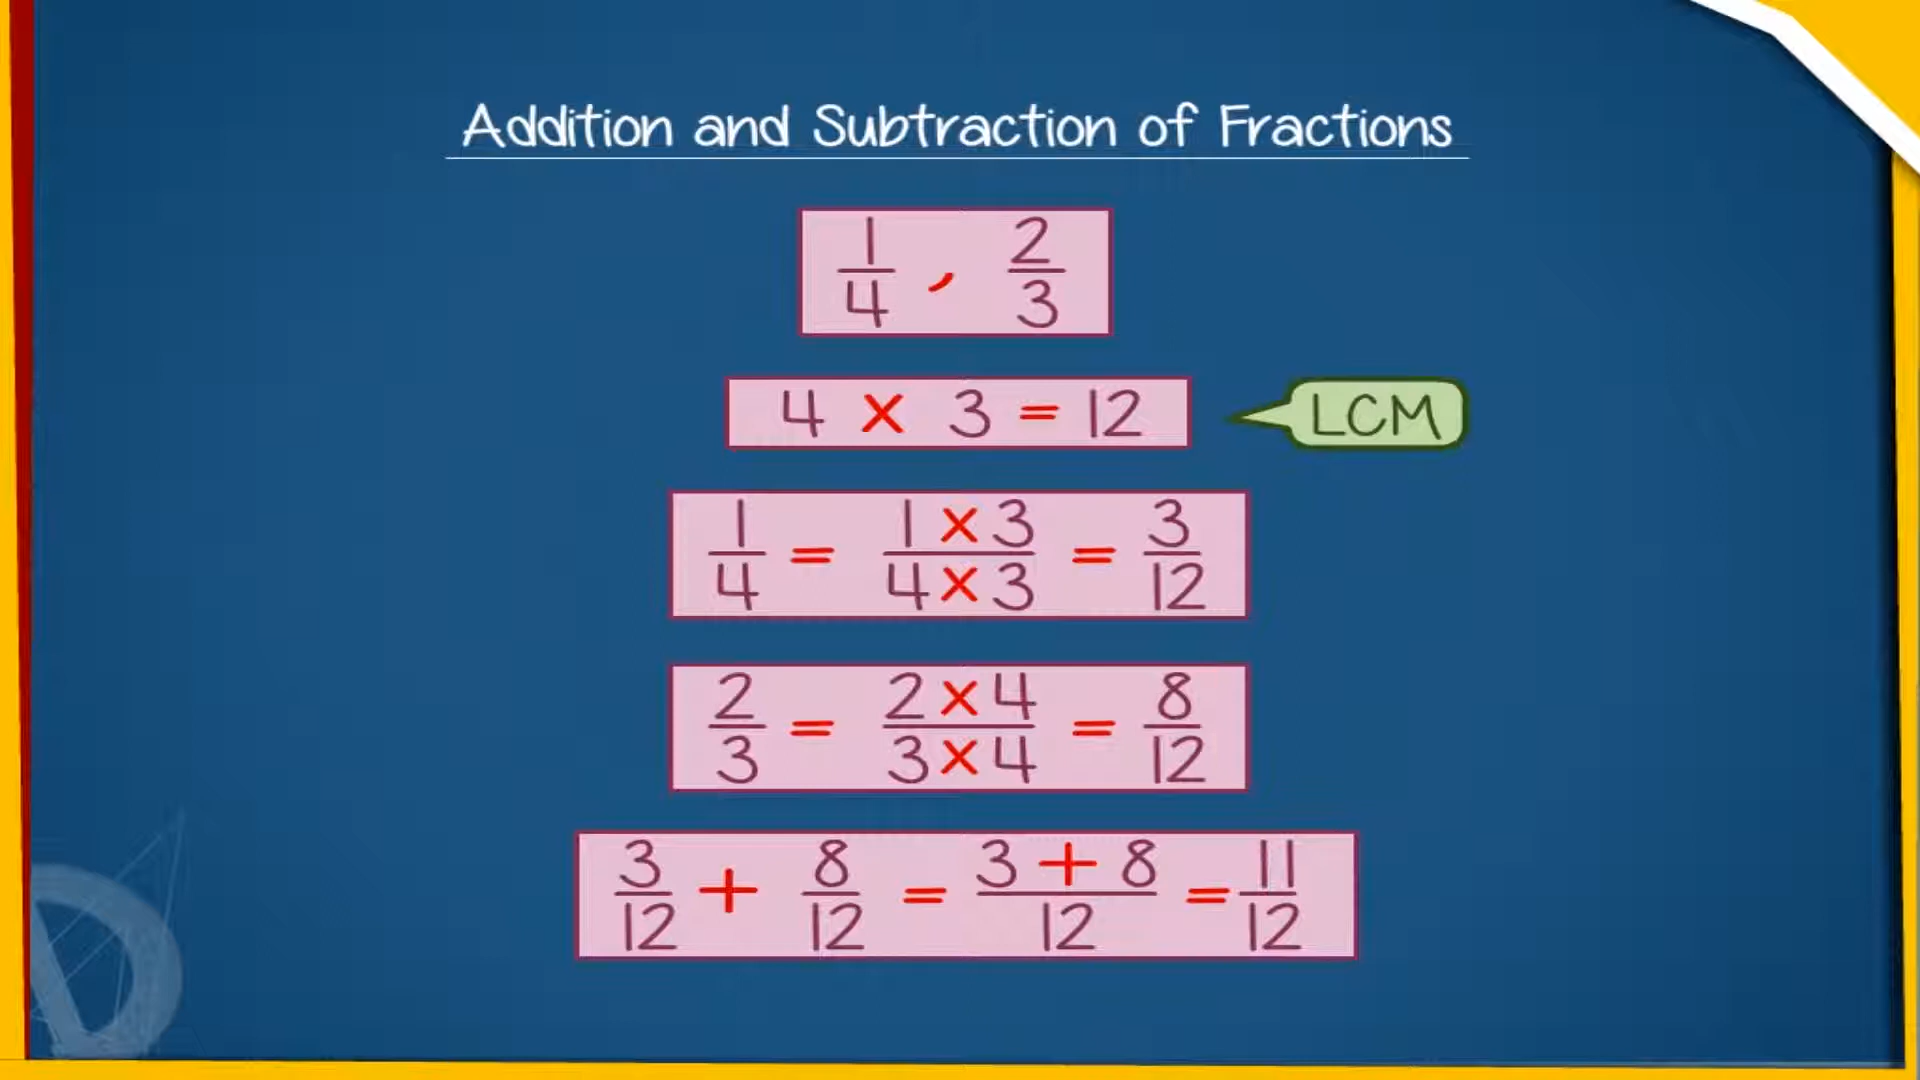 Addition and Subtraction of Fractions
1/4 , 2/3
4 × 3 = 12
LCM
1/4 = 1 × 3 / 4 × 3 = 3/12
2/3 = 2 × 4 / 3 × 4 = 8/12
3/12 + 8/12 = 3 + 8 / 12 = 11/12